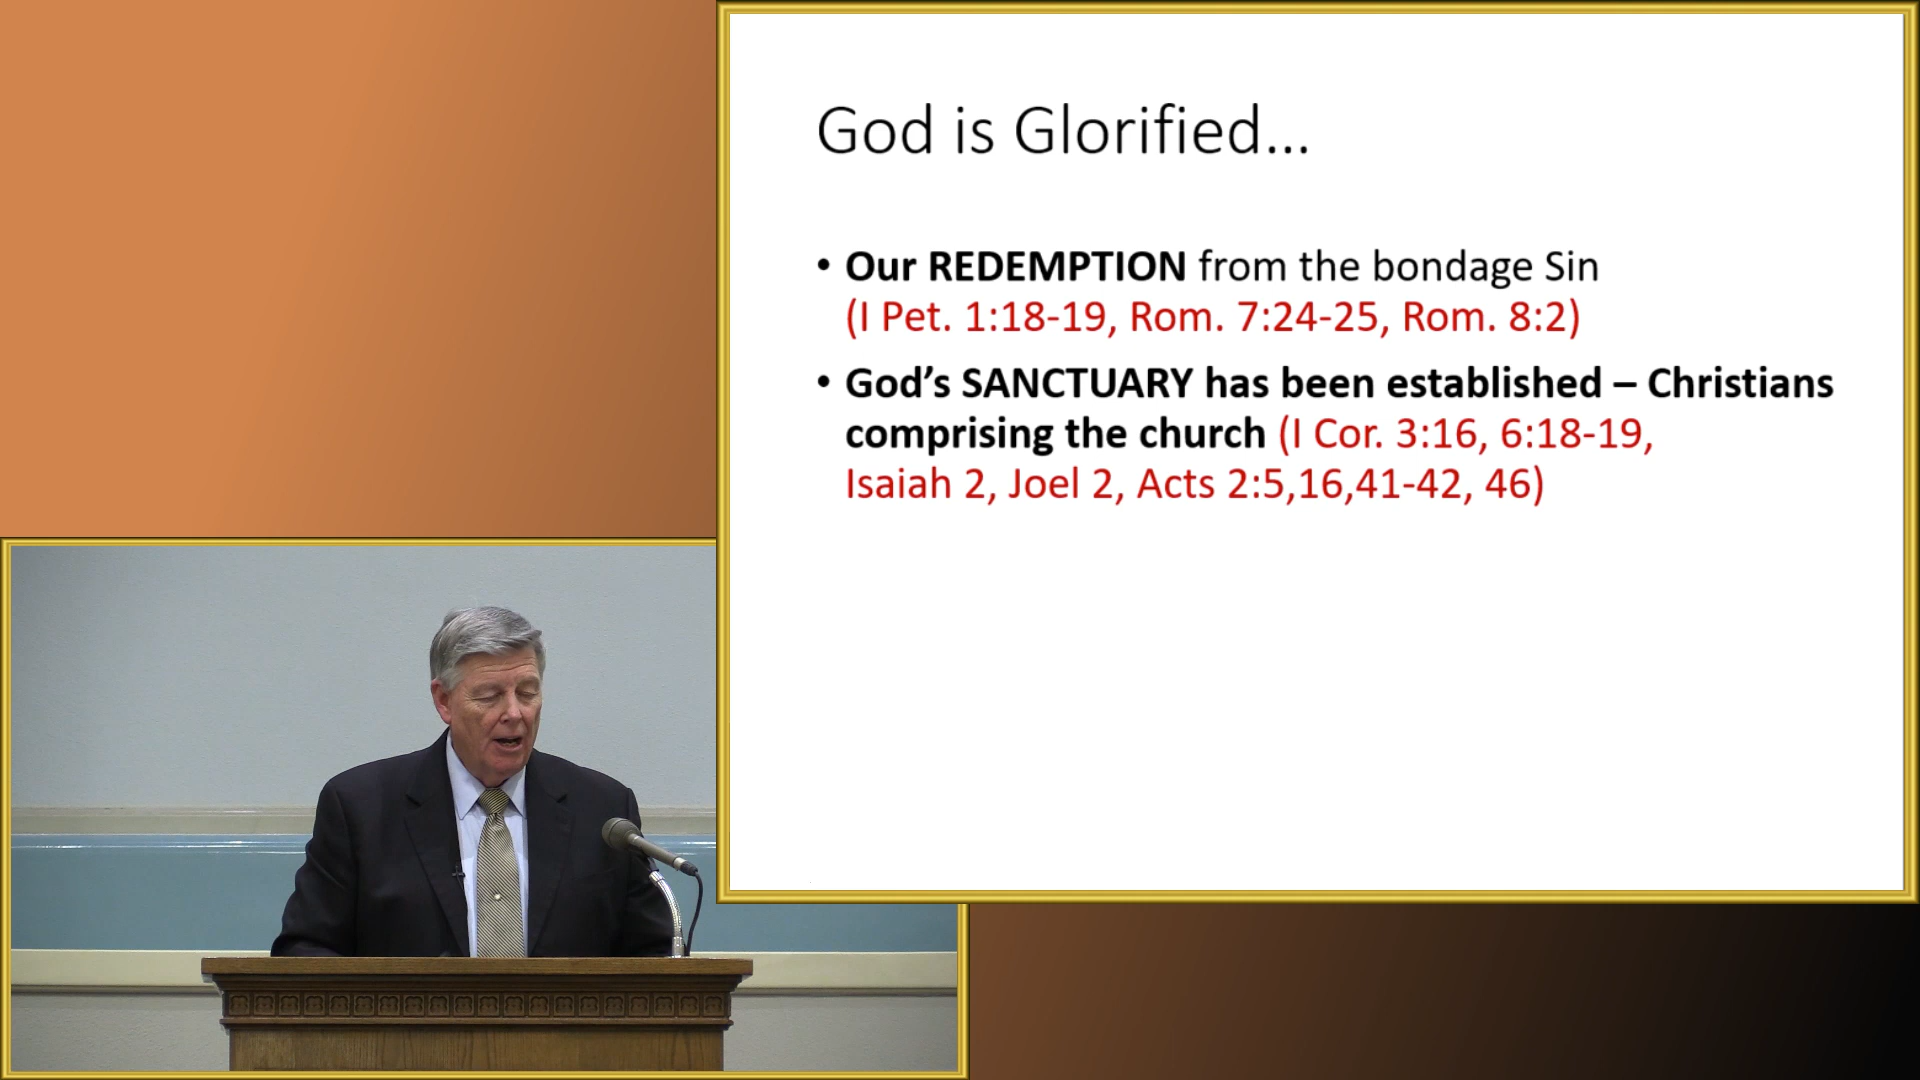 God is Glorified...
• Our REDEMPTION from the bondage Sin
(I Pet. 1:18-19, Rom. 7:24-25, Rom. 8:2)
• God’s SANCTUARY has been established – Christians
comprising the church (I Cor. 3:16, 6:18-19,
Isaiah 2, Joel 2, Acts 2:5,16,41-42, 46)